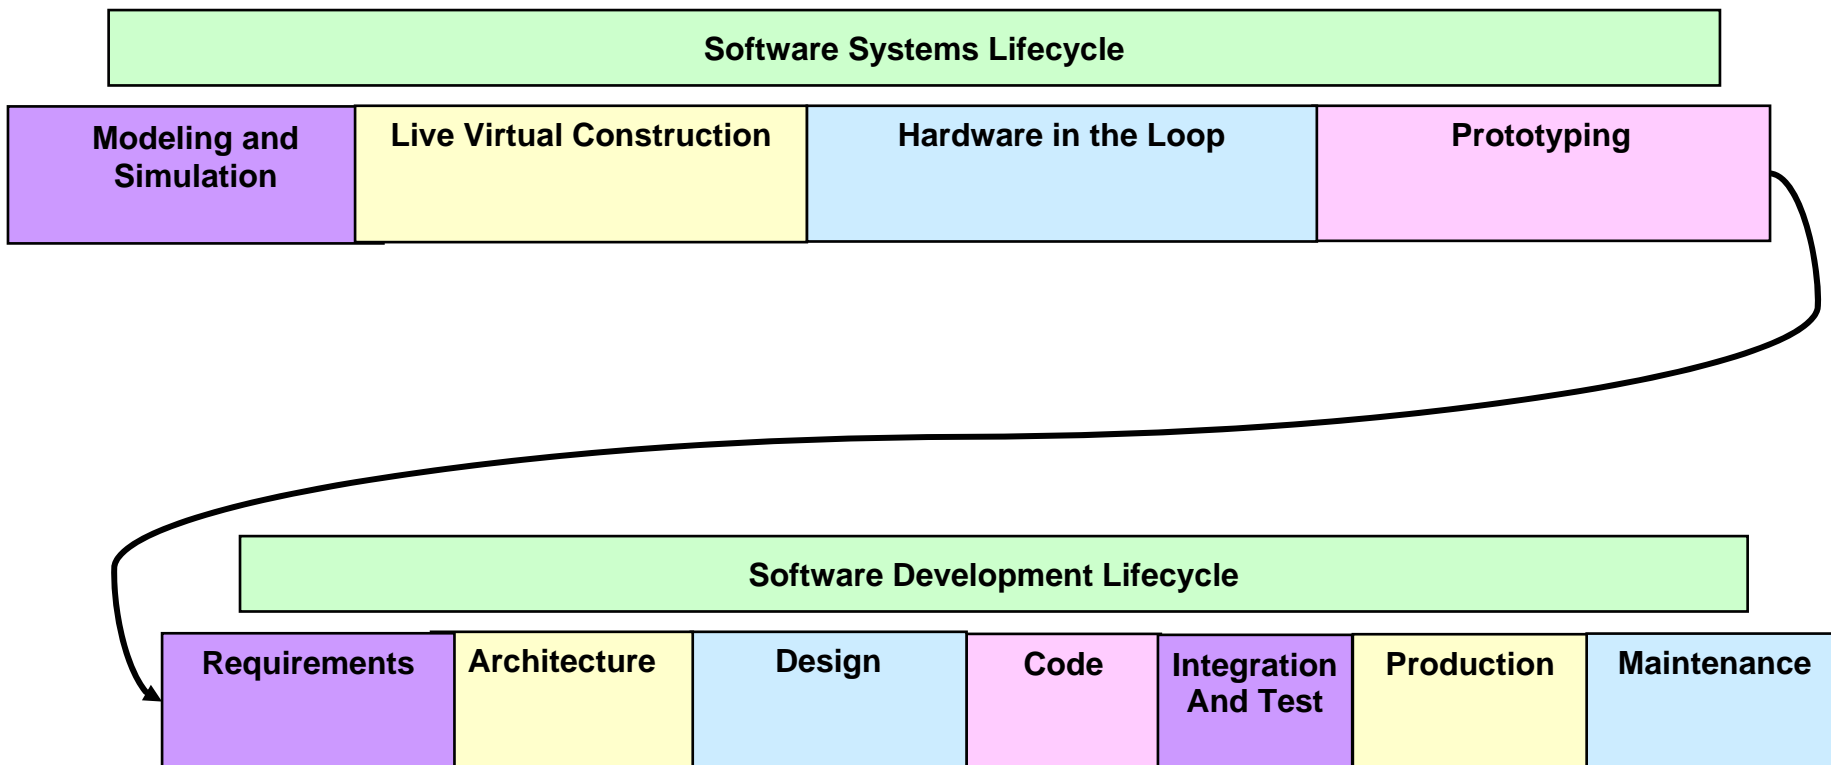 Software Systems Lifecycle
Modeling and
Simulation
Live Virtual Construction
Hardware in the Loop
Prototyping
Software Development Lifecycle
Requirements
Architecture
Design
Code
Integration
And Test
Production
Maintenance